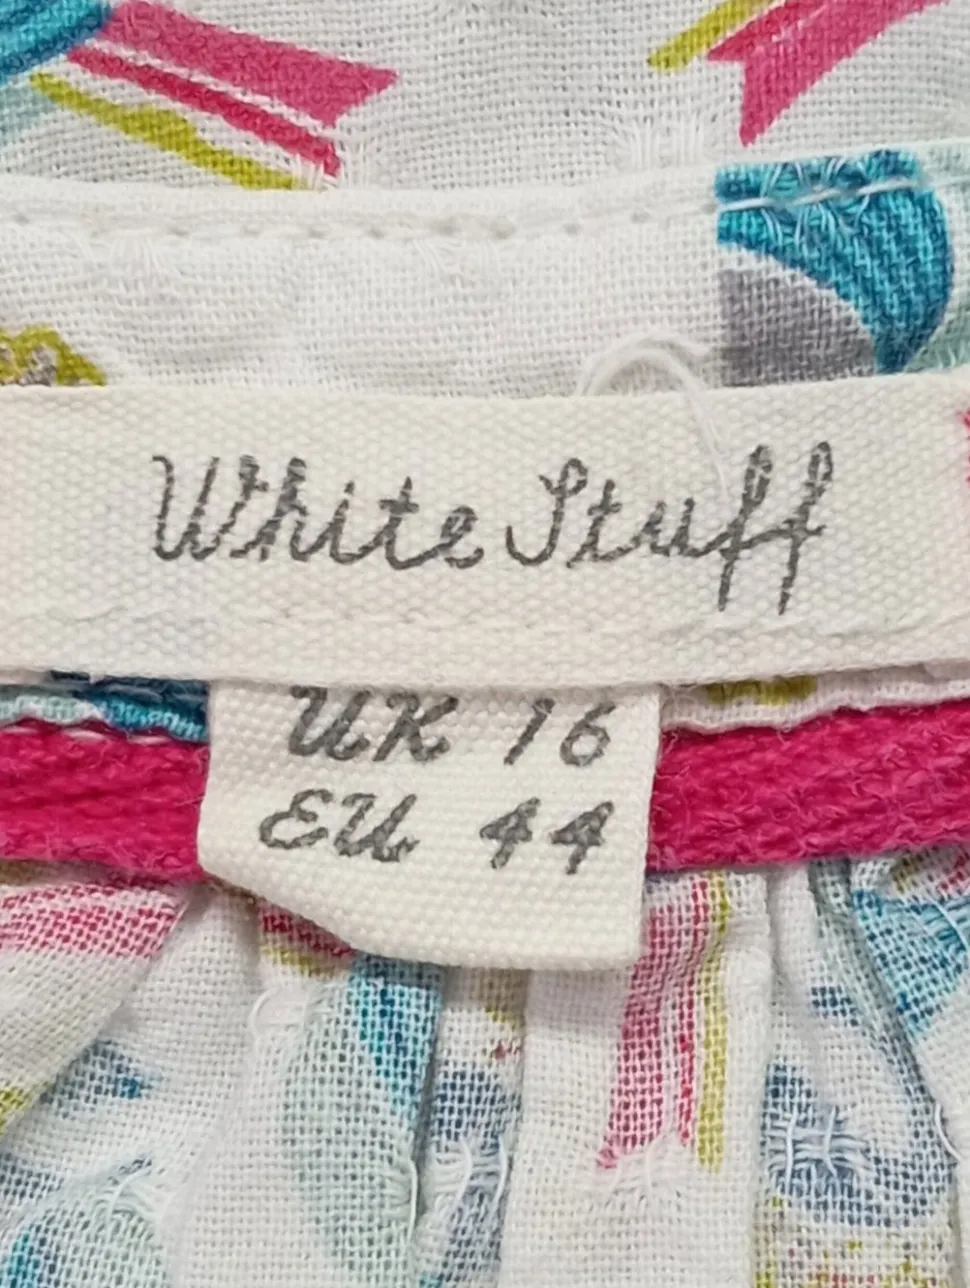 White Stuff
UK 16
EU 44